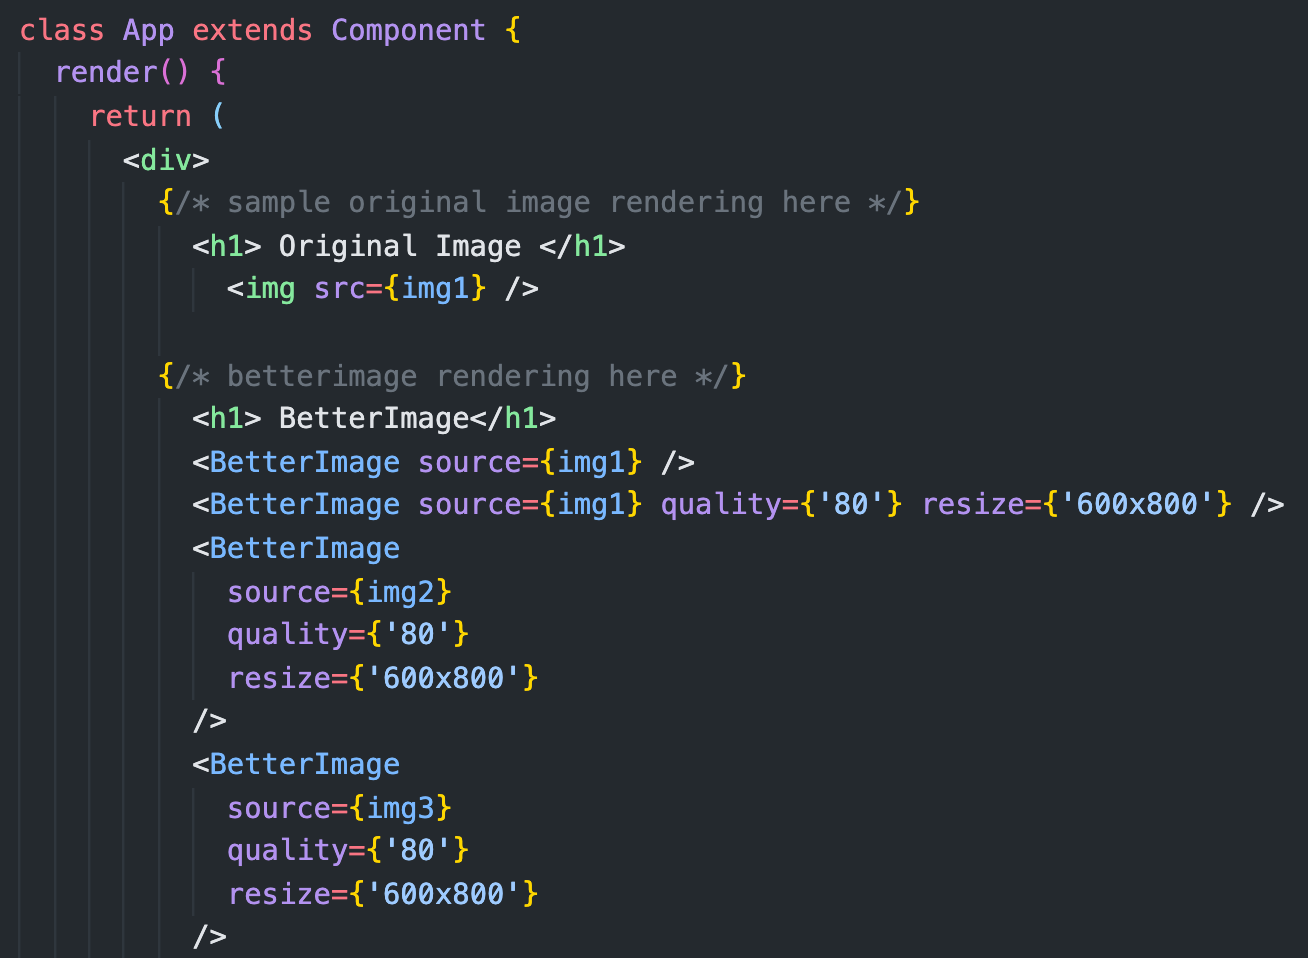 class App extends Component {
  render() {
    return (
      <div>
        {/* sample original image rendering here */}
          <h1> Original Image </h1>
            <img src={img1} />

        {/* betterimage rendering here */}
          <h1> BetterImage</h1>
          <BetterImage source={img1} />
          <BetterImage source={img1} quality={'80'} resize={'600x800'} />
          <BetterImage
            source={img2}
            quality={'80'}
            resize={'600x800'}
          />
          <BetterImage
            source={img3}
            quality={'80'}
            resize={'600x800'}
          />